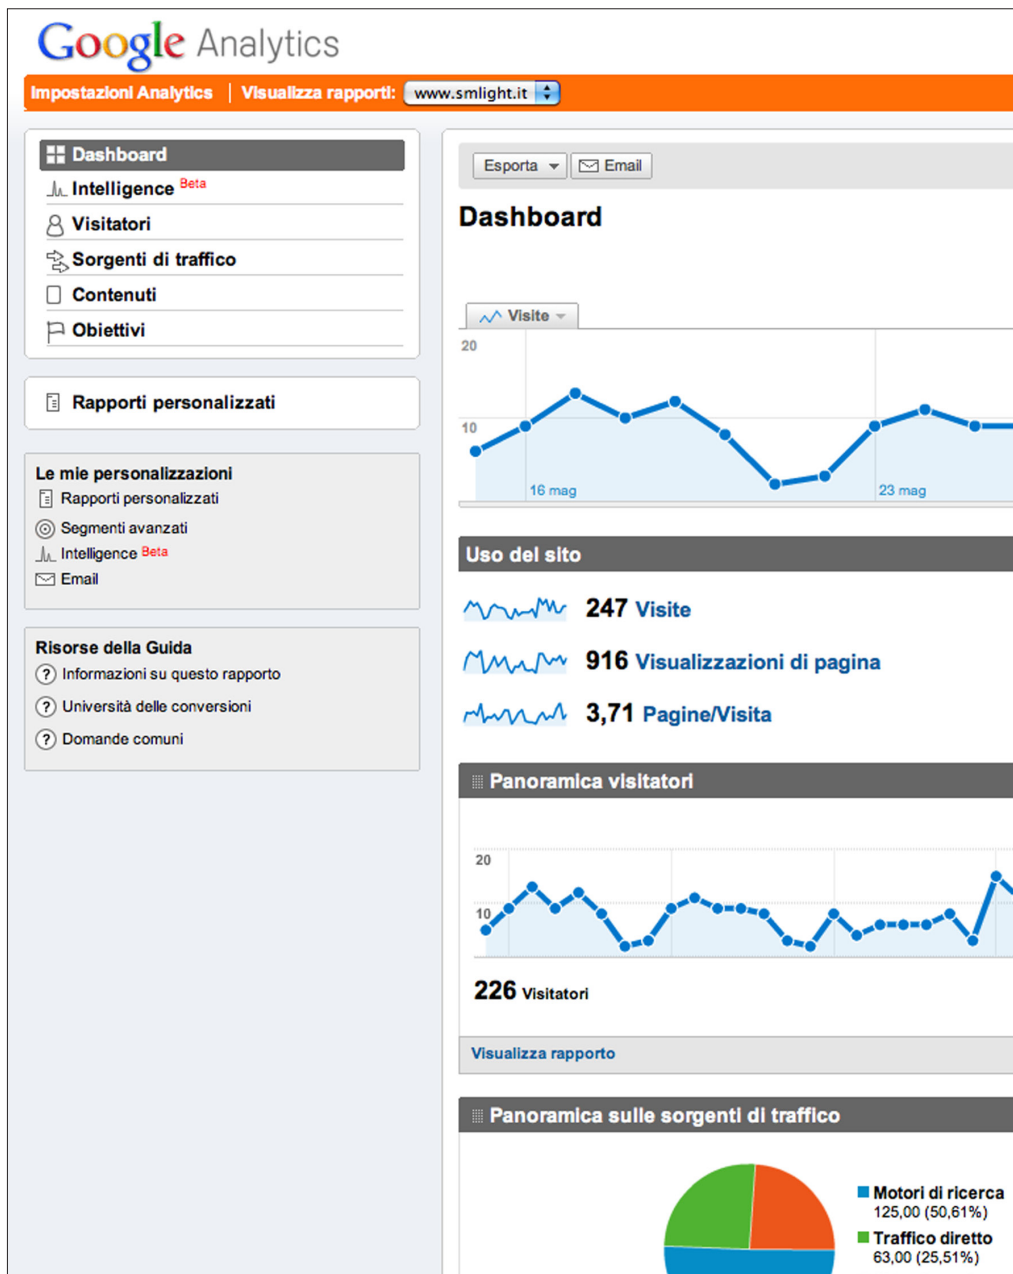 Google Analytics
Impostazioni Analytics | Visualizza rapporti: www.smlight.it
Dashboard
Intelligence Beta
Visitatori
Sorgenti di traffico
Contenuti
Obiettivi
Rapporti personalizzati
Le mie personalizzazioni
Rapporti personalizzati
Segmenti avanzati
Intelligence Beta
Email
Risorse della Guida
? Informazioni su questo rapporto
? Università delle conversioni
? Domande comuni
Esporta Email
Dashboard
Visite
20
10
16 mag 23 mag
Uso del sito
247 Visite
916 Visualizzazioni di pagina
3,71 Pagine/Visita
Panoramica visitatori
20
10
226 Visitatori
Visualizza rapporto
Panoramica sulle sorgenti di traffico
Motori di ricerca
125,00 (50,61%)
Traffico diretto
63,00 (25,51%)